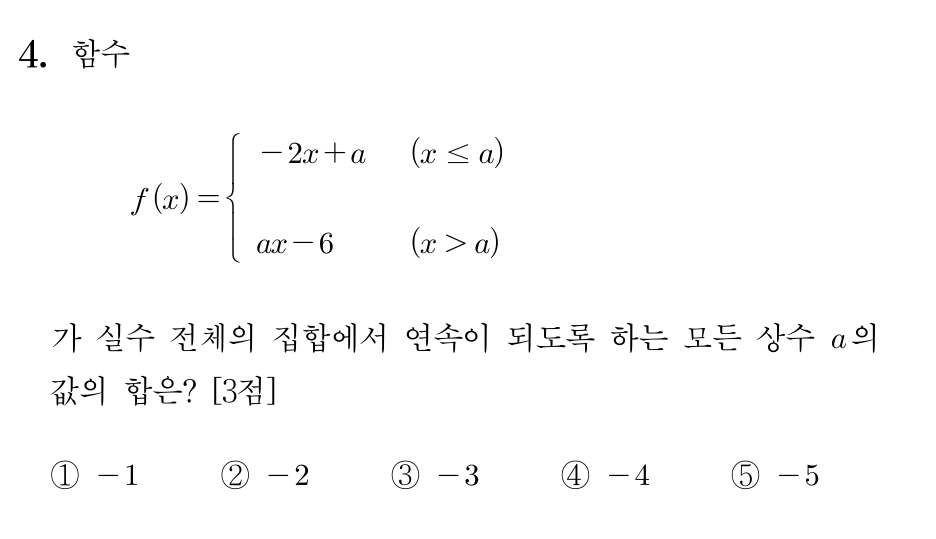 4. 함수
f(x)= { -2x+a (x ≤ a)
ax-6 (x > a)
가 실수 전체의 집합에서 연속이 되도록 하는 모든 상수 a의
값의 합은? [3점]
① -1 ② -2 ③ -3 ④ -4 ⑤ -5